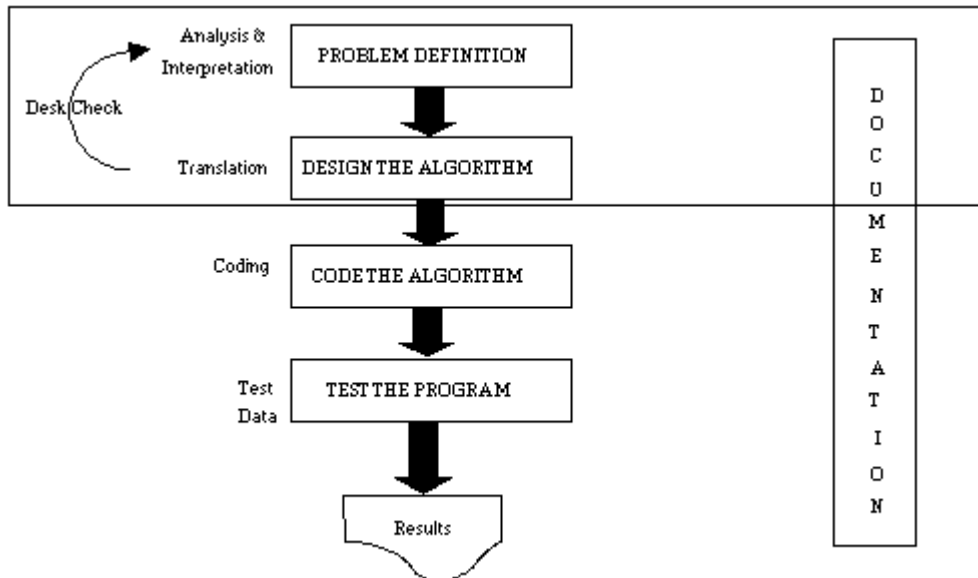 Analysis &
Interpretation
PROBLEM DEFINITION
Desk Check
Translation
DESIGN THE ALGORITHM
Coding
CODE THE ALGORITHM
Test
Data
TEST THE PROGRAM
Results
D
O
C
U
M
E
N
T
A
T
I
O
N